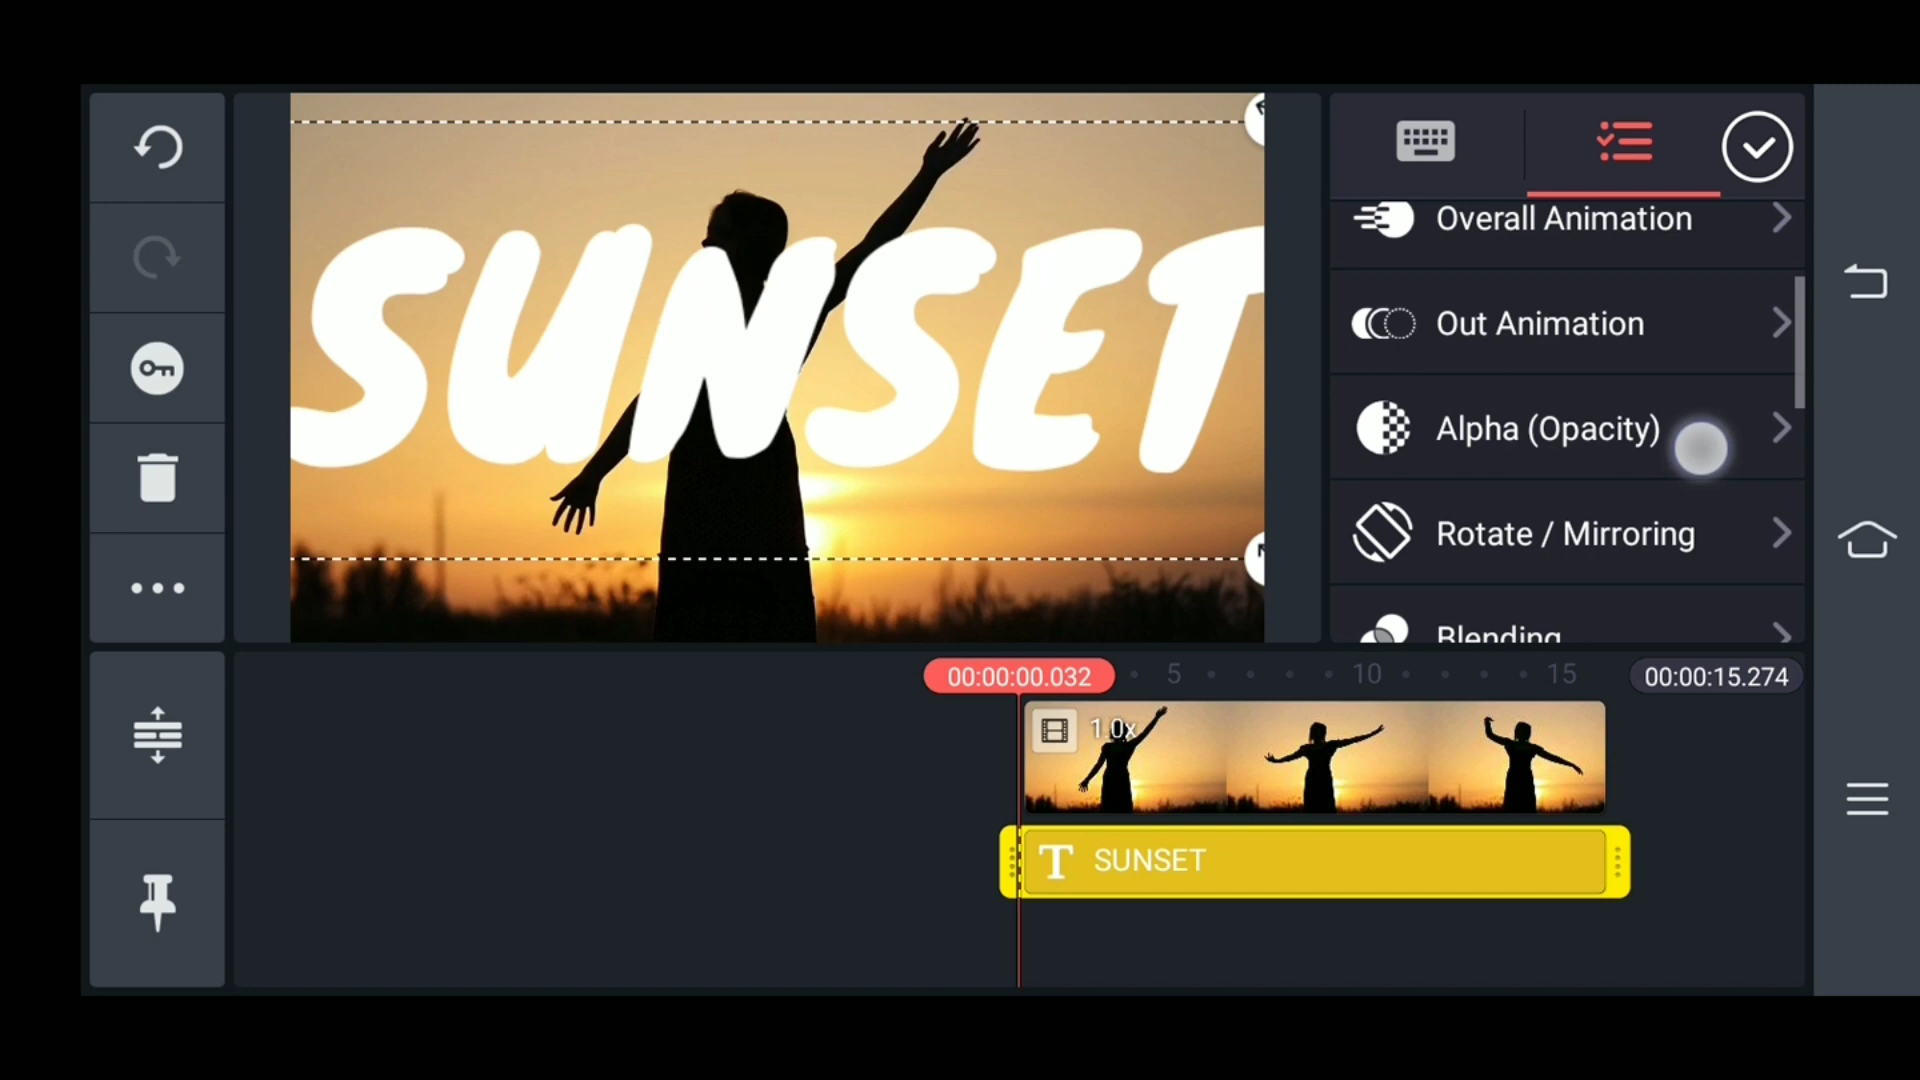 SUNSET
Overall Animation
Out Animation
Alpha (Opacity)
Rotate / Mirroring
Blending
00:00:00.032
5
10
15
00:00:15.274
1.0x
T SUNSET